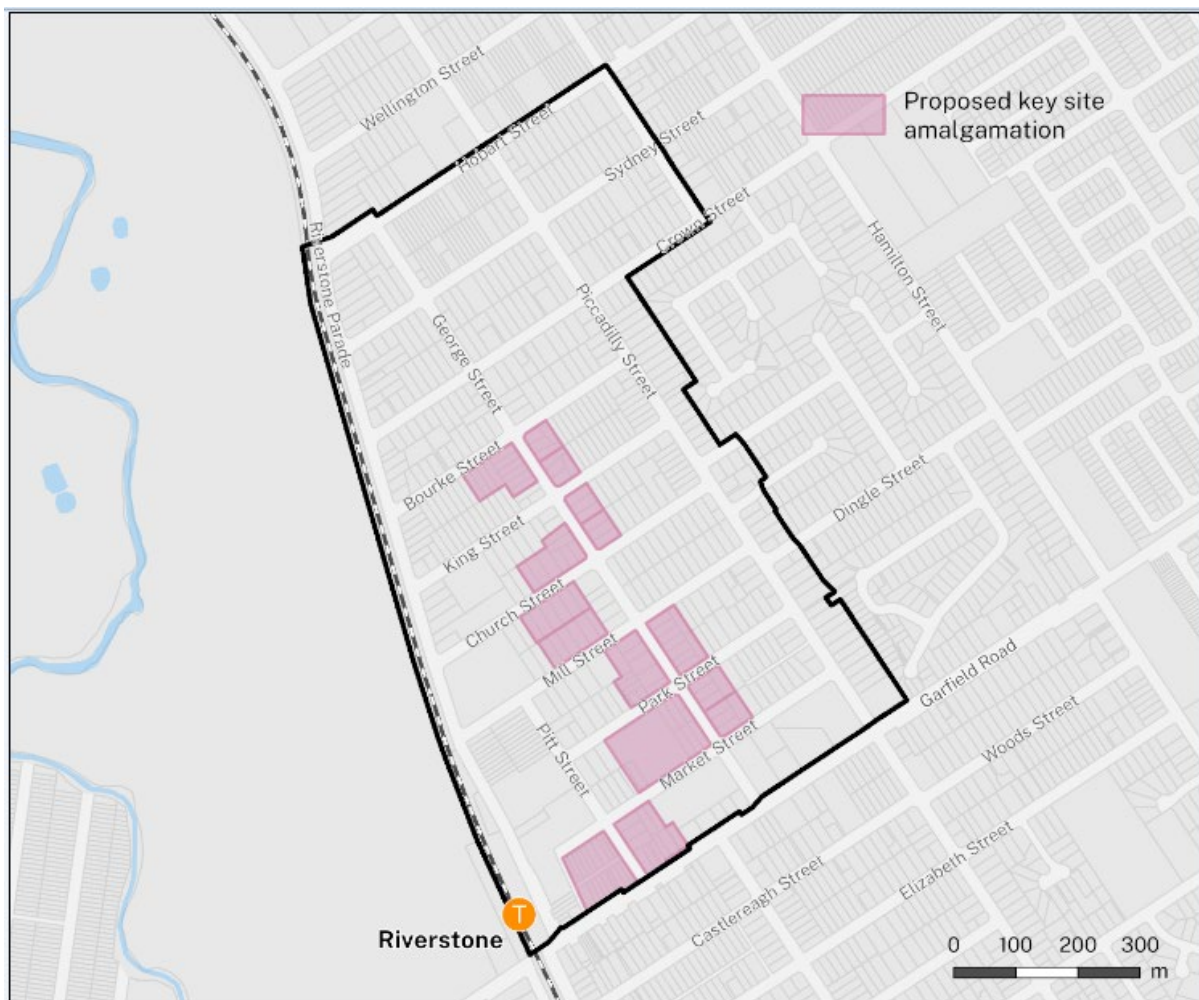 Proposed key site
amalgamation
Wellington Street
Hobart Street
Sydney Street
Crown Street
Hamilton Street
Riverstone Parade
George Street
Piccadilly Street
Bourke Street
King Street
Dingle Street
Church Street
Mill Street
Park Street
Garfield Road
Pitt Street
Market Street
Woods Street
Elizabeth Street
Castlereagh Street
T
Riverstone
0 100 200 300
m